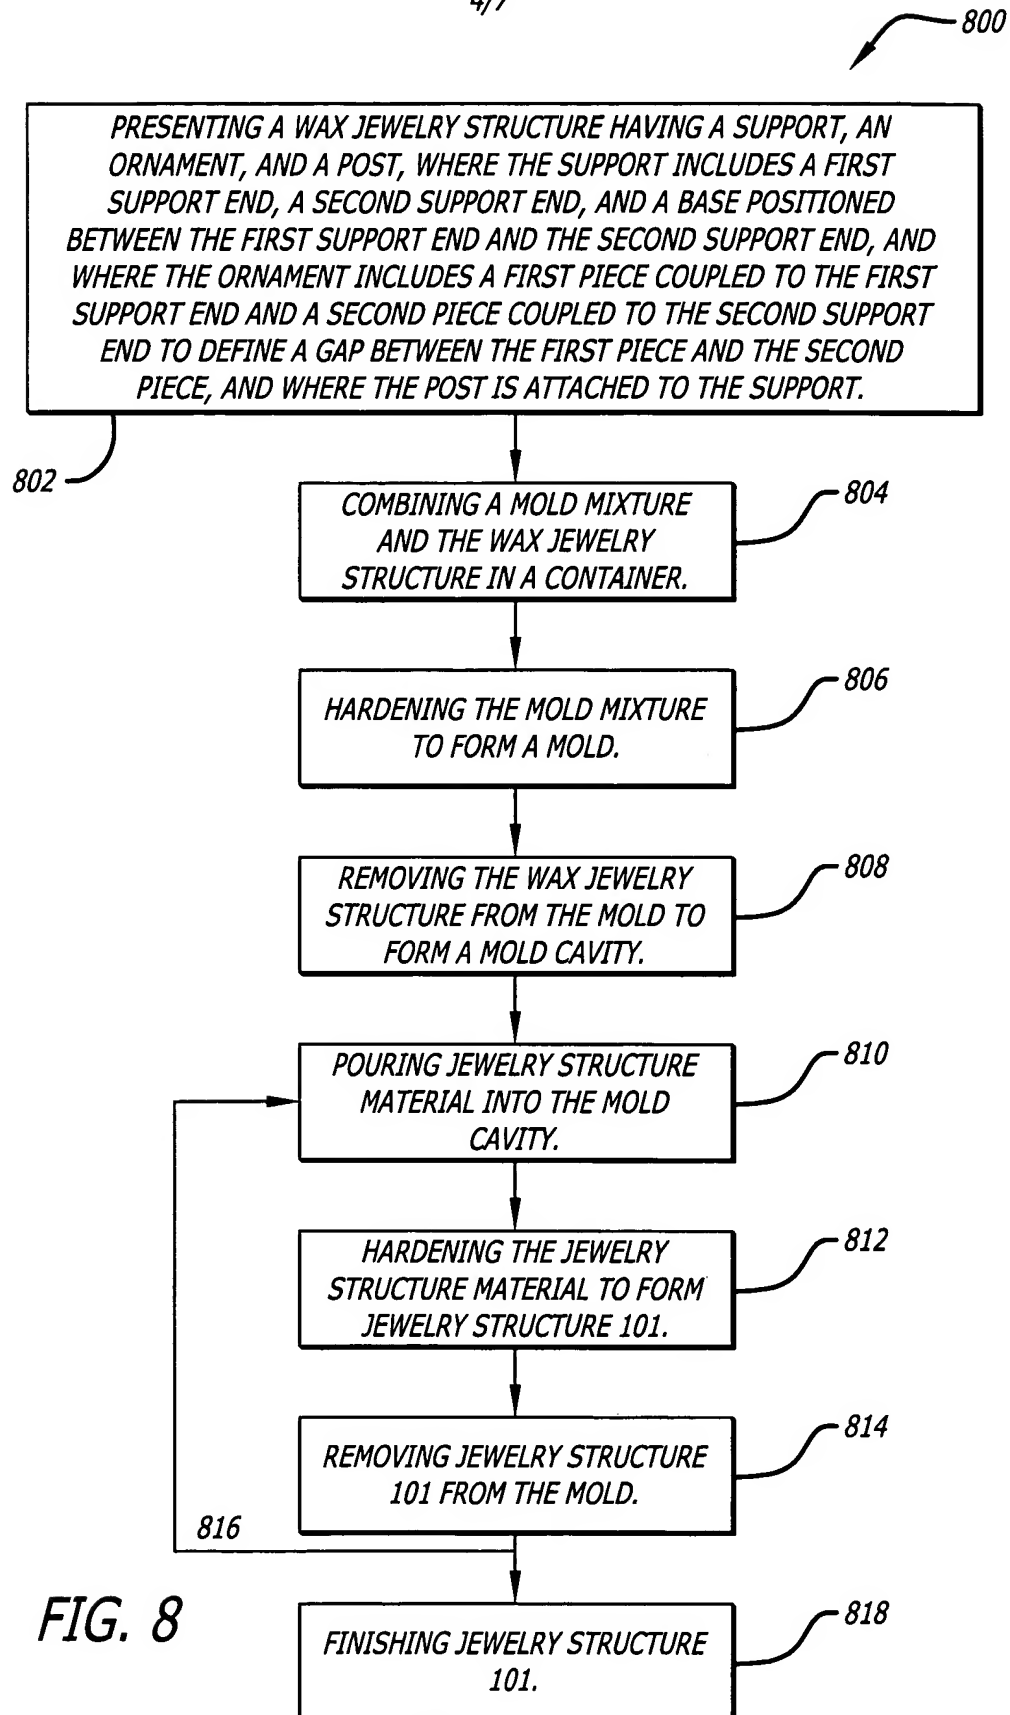 4/7
800
PRESENTING A WAX JEWELRY STRUCTURE HAVING A SUPPORT, AN
ORNAMENT, AND A POST, WHERE THE SUPPORT INCLUDES A FIRST
SUPPORT END, A SECOND SUPPORT END, AND A BASE POSITIONED
BETWEEN THE FIRST SUPPORT END AND THE SECOND SUPPORT END, AND
WHERE THE ORNAMENT INCLUDES A FIRST PIECE COUPLED TO THE FIRST
SUPPORT END AND A SECOND PIECE COUPLED TO THE SECOND SUPPORT
END TO DEFINE A GAP BETWEEN THE FIRST PIECE AND THE SECOND
PIECE, AND WHERE THE POST IS ATTACHED TO THE SUPPORT.
802
COMBINING A MOLD MIXTURE
AND THE WAX JEWELRY
STRUCTURE IN A CONTAINER.
804
HARDENING THE MOLD MIXTURE
TO FORM A MOLD.
806
REMOVING THE WAX JEWELRY
STRUCTURE FROM THE MOLD TO
FORM A MOLD CAVITY.
808
POURING JEWELRY STRUCTURE
MATERIAL INTO THE MOLD
CAVITY.
810
HARDENING THE JEWELRY
STRUCTURE MATERIAL TO FORM
JEWELRY STRUCTURE 101.
812
REMOVING JEWELRY STRUCTURE
101 FROM THE MOLD.
814
816
FINISHING JEWELRY STRUCTURE
101.
818
FIG. 8